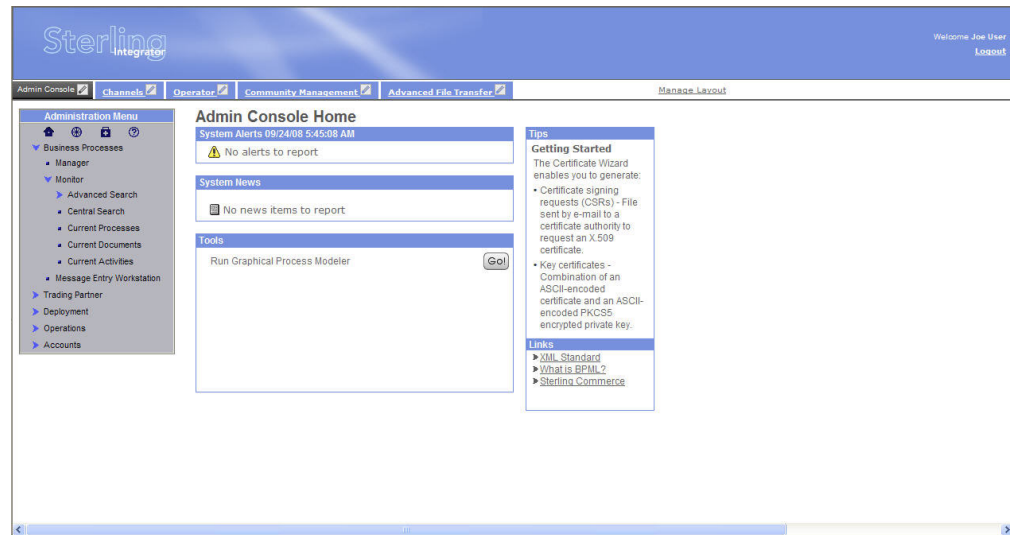 Sterling
Integrator
Welcome Joe User
Logout
Admin Console
Channels
Operator
Community Management
Advanced File Transfer
Manage Layout
Administration Menu
Business Processes
Manager
Monitor
Advanced Search
Central Search
Current Processes
Current Documents
Current Activities
Message Entry Workstation
Trading Partner
Deployment
Operations
Accounts
Admin Console Home
System Alerts 09/24/08 5:45:08 AM
No alerts to report
System News
No news items to report
Tools
Run Graphical Process Modeler
Go!
Tips
Getting Started
The Certificate Wizard
enables you to generate:
• Certificate signing
requests (CSRs) - File
sent by e-mail to a
certificate authority to
request an X.509
certificate.
• Key certificates -
Combination of an
ASCII-encoded
certificate and an ASCII-
encoded PKCS5
encrypted private key.
Links
XML Standard
What is BPML?
Sterling Commerce